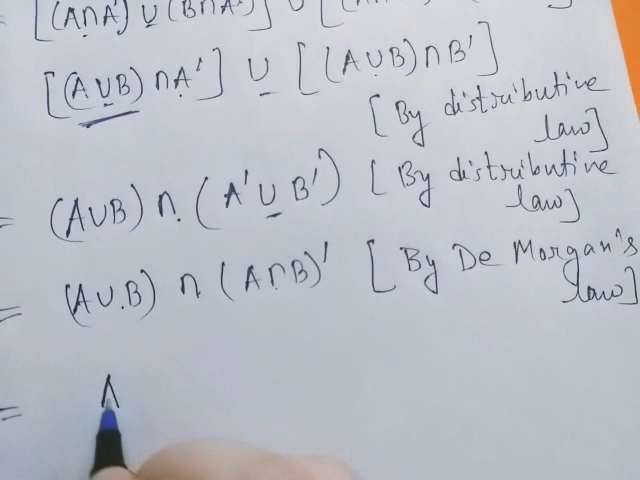 [(A∩A') ∪ (B∩A')] ∪ [
[(A∪B) ∩ A'] ∪ [(A∪B) ∩ B']
[By distributive
law]
= (A∪B) ∩ (A' ∪ B') [By distributive
law]
= (A∪B) ∩ (A∩B)' [By De Morgan's
law]
=